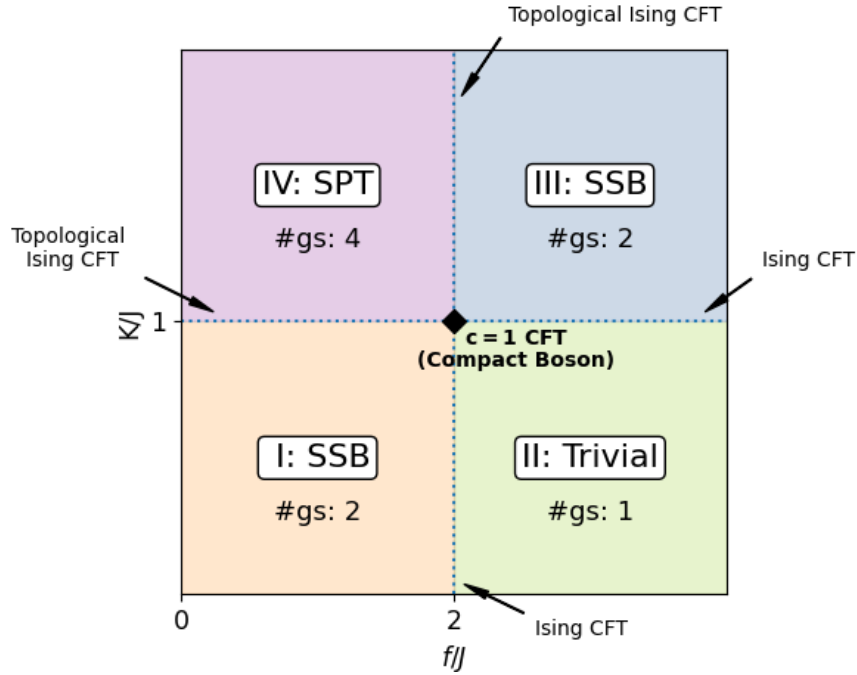 Topological Ising CFT
IV: SPT
III: SSB
#gs: 4
#gs: 2
Topological
Ising CFT
Ising CFT
K/J
1
c = 1 CFT
(Compact Boson)
I: SSB
II: Trivial
#gs: 2
#gs: 1
0
2
Ising CFT
f/J